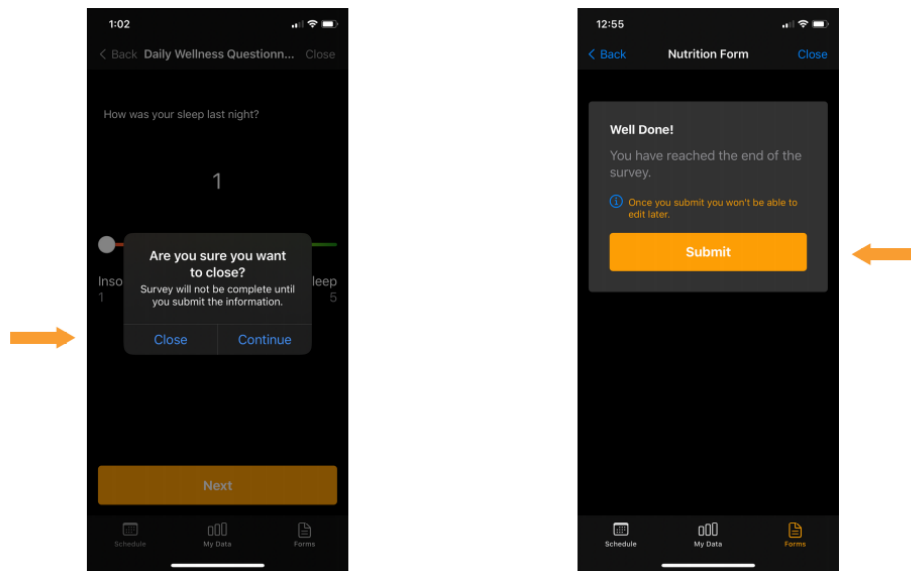 1:02
Back Daily Wellness Questionn... Close
How was your sleep last night?
1
Are you sure you want
to close?
Survey will not be complete until
you submit the information.
Inso
leep
1
5
Close Continue
Next
Schedule My Data Forms
12:55
Back Nutrition Form Close
Well Done!
You have reached the end of the
survey.
Once you submit you won't be able to
edit later.
Submit
Schedule My Data Forms